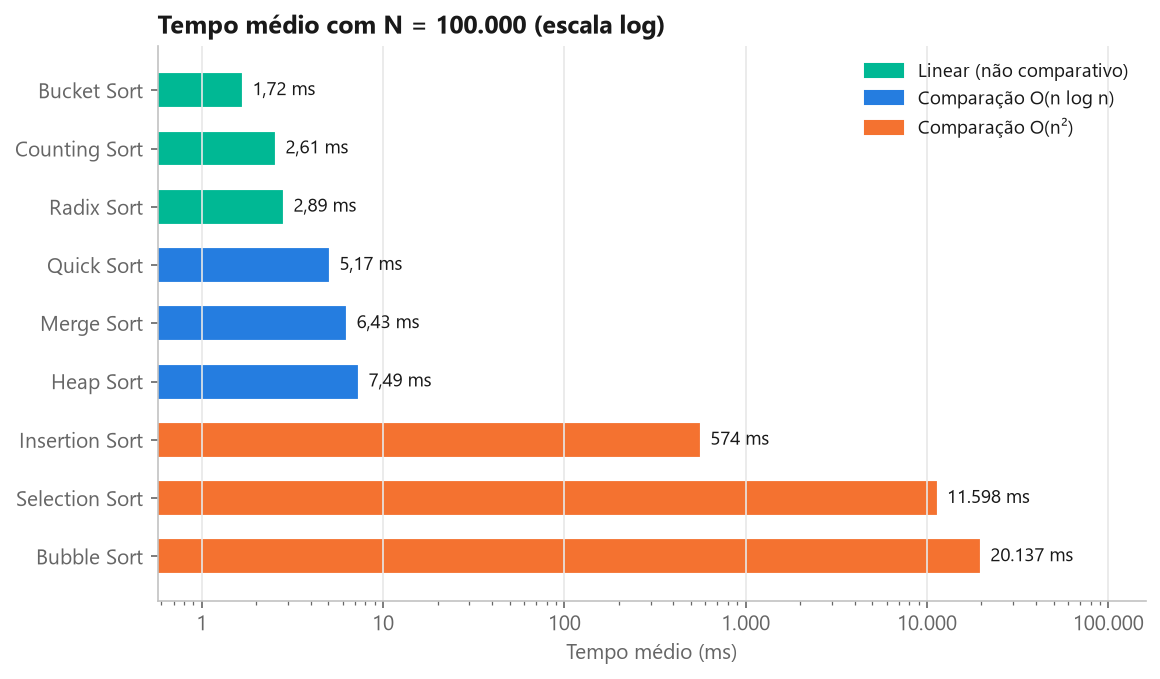 Tempo médio com N = 100.000 (escala log)
Linear (não comparativo)
Comparação O(n log n)
Comparação O(n²)
Bucket Sort 1,72 ms
Counting Sort 2,61 ms
Radix Sort 2,89 ms
Quick Sort 5,17 ms
Merge Sort 6,43 ms
Heap Sort 7,49 ms
Insertion Sort 574 ms
Selection Sort 11.598 ms
Bubble Sort 20.137 ms
1 10 100 1.000 10.000 100.000
Tempo médio (ms)